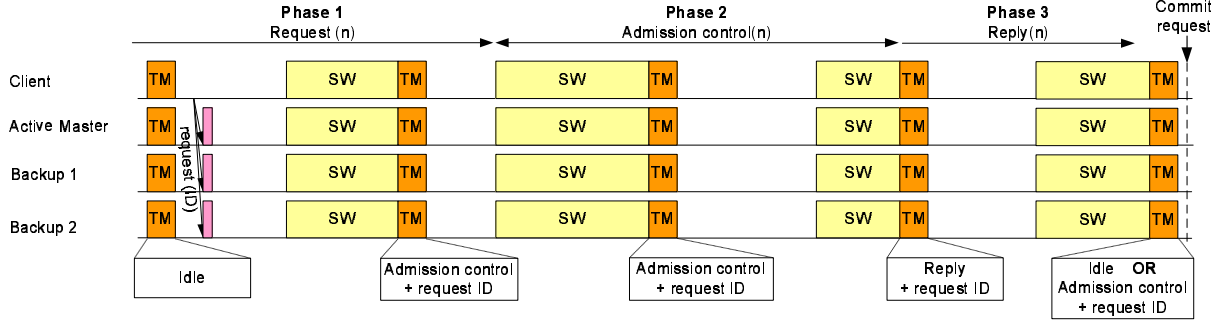 Phase 1
Request (n)
Phase 2
Admission control(n)
Phase 3
Reply(n)
Commit
request
Client
TM SW TM SW TM SW TM SW TM
Active Master
TM SW TM SW TM SW TM SW TM
request (ID)
Backup 1
TM SW TM SW TM SW TM SW TM
Backup 2
TM SW TM SW TM SW TM SW TM
Idle
Admission control
+ request ID
Admission control
+ request ID
Reply
+ request ID
Idle OR
Admission control
+ request ID